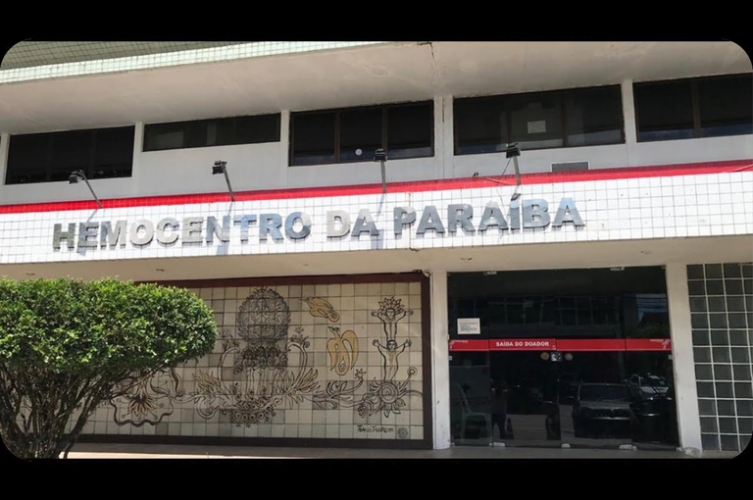 HEMOCENTRO DA PARAÍBA
SAÍDA DO DOADOR